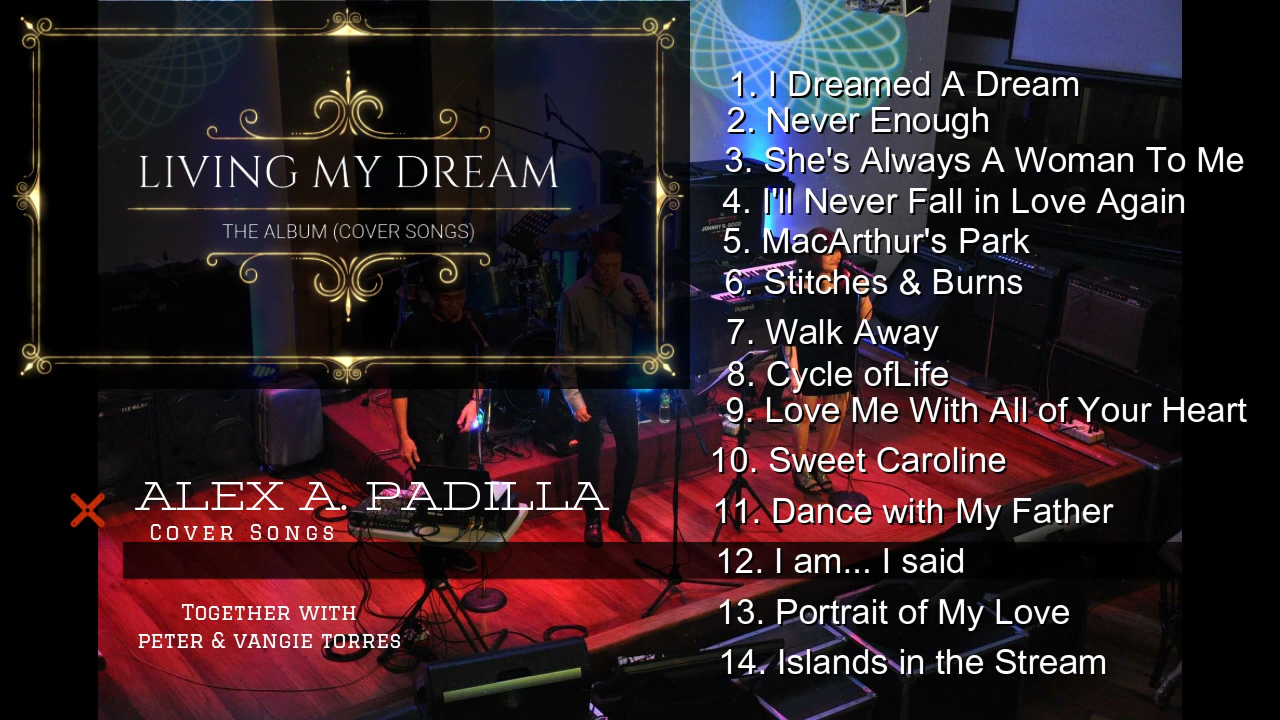 LIVING MY DREAM
THE ALBUM (COVER SONGS)
ALEX A. PADILLA
COVER SONGS
TOGETHER WITH
PETER & VANGIE TORRES
1. I Dreamed A Dream
2. Never Enough
3. She's Always A Woman To Me
4. I'll Never Fall in Love Again
5. MacArthur's Park
6. Stitches & Burns
7. Walk Away
8. Cycle ofLife
9. Love Me With All of Your Heart
10. Sweet Caroline
11. Dance with My Father
12. I am... I said
13. Portrait of My Love
14. Islands in the Stream
JOHNNY B. GOOD
Roland